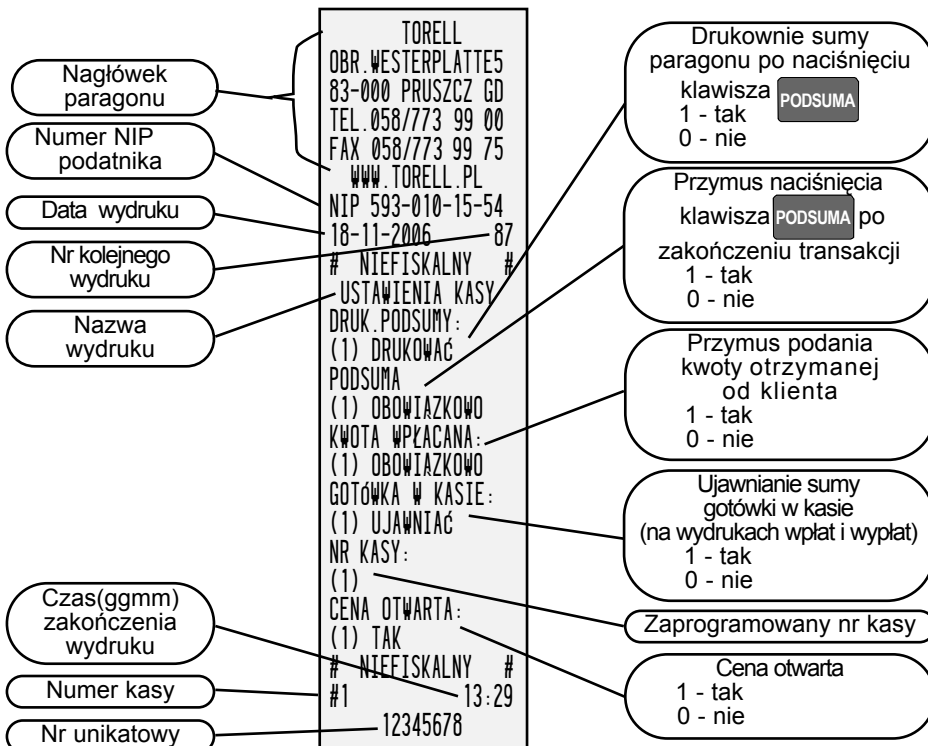 Nagłówek
paragonu
Numer NIP
podatnika
Data wydruku
Nr kolejnego
wydruku
Nazwa
wydruku
Czas(ggmm)
zakończenia
wydruku
Numer kasy
Nr unikatowy
TORELL
OBR.WESTERPLATTE5
83-000 PRUSZCZ GD
TEL.058/773 99 00
FAX 058/773 99 75
WWW.TORELL.PL
NIP 593-010-15-54
18-11-2006 87
# NIEFISKALNY #
USTAWIENIA KASY
DRUK.PODSUMY:
(1) DRUKOWAĆ
PODSUMA
(1) OBOWIĄZKOWO
KWOTA WPŁACANA:
(1) OBOWIĄZKOWO
GOTÓWKA W KASIE:
(1) UJAWNIAĆ
NR KASY:
(1)
CENA OTWARTA:
(1) TAK
# NIEFISKALNY #
#1 13:29
12345678
Drukownie sumy
paragonu po naciśnięciu
klawisza PODSUMA
1 - tak
0 - nie
Przymus naciśnięcia
klawisza PODSUMA po
zakończeniu transakcji
1 - tak
0 - nie
Przymus podania
kwoty otrzymanej
od klienta
1 - tak
0 - nie
Ujawnianie sumy
gotówki w kasie
(na wydrukach wpłat i wypłat)
1 - tak
0 - nie
Zaprogramowany nr kasy
Cena otwarta
1 - tak
0 - nie